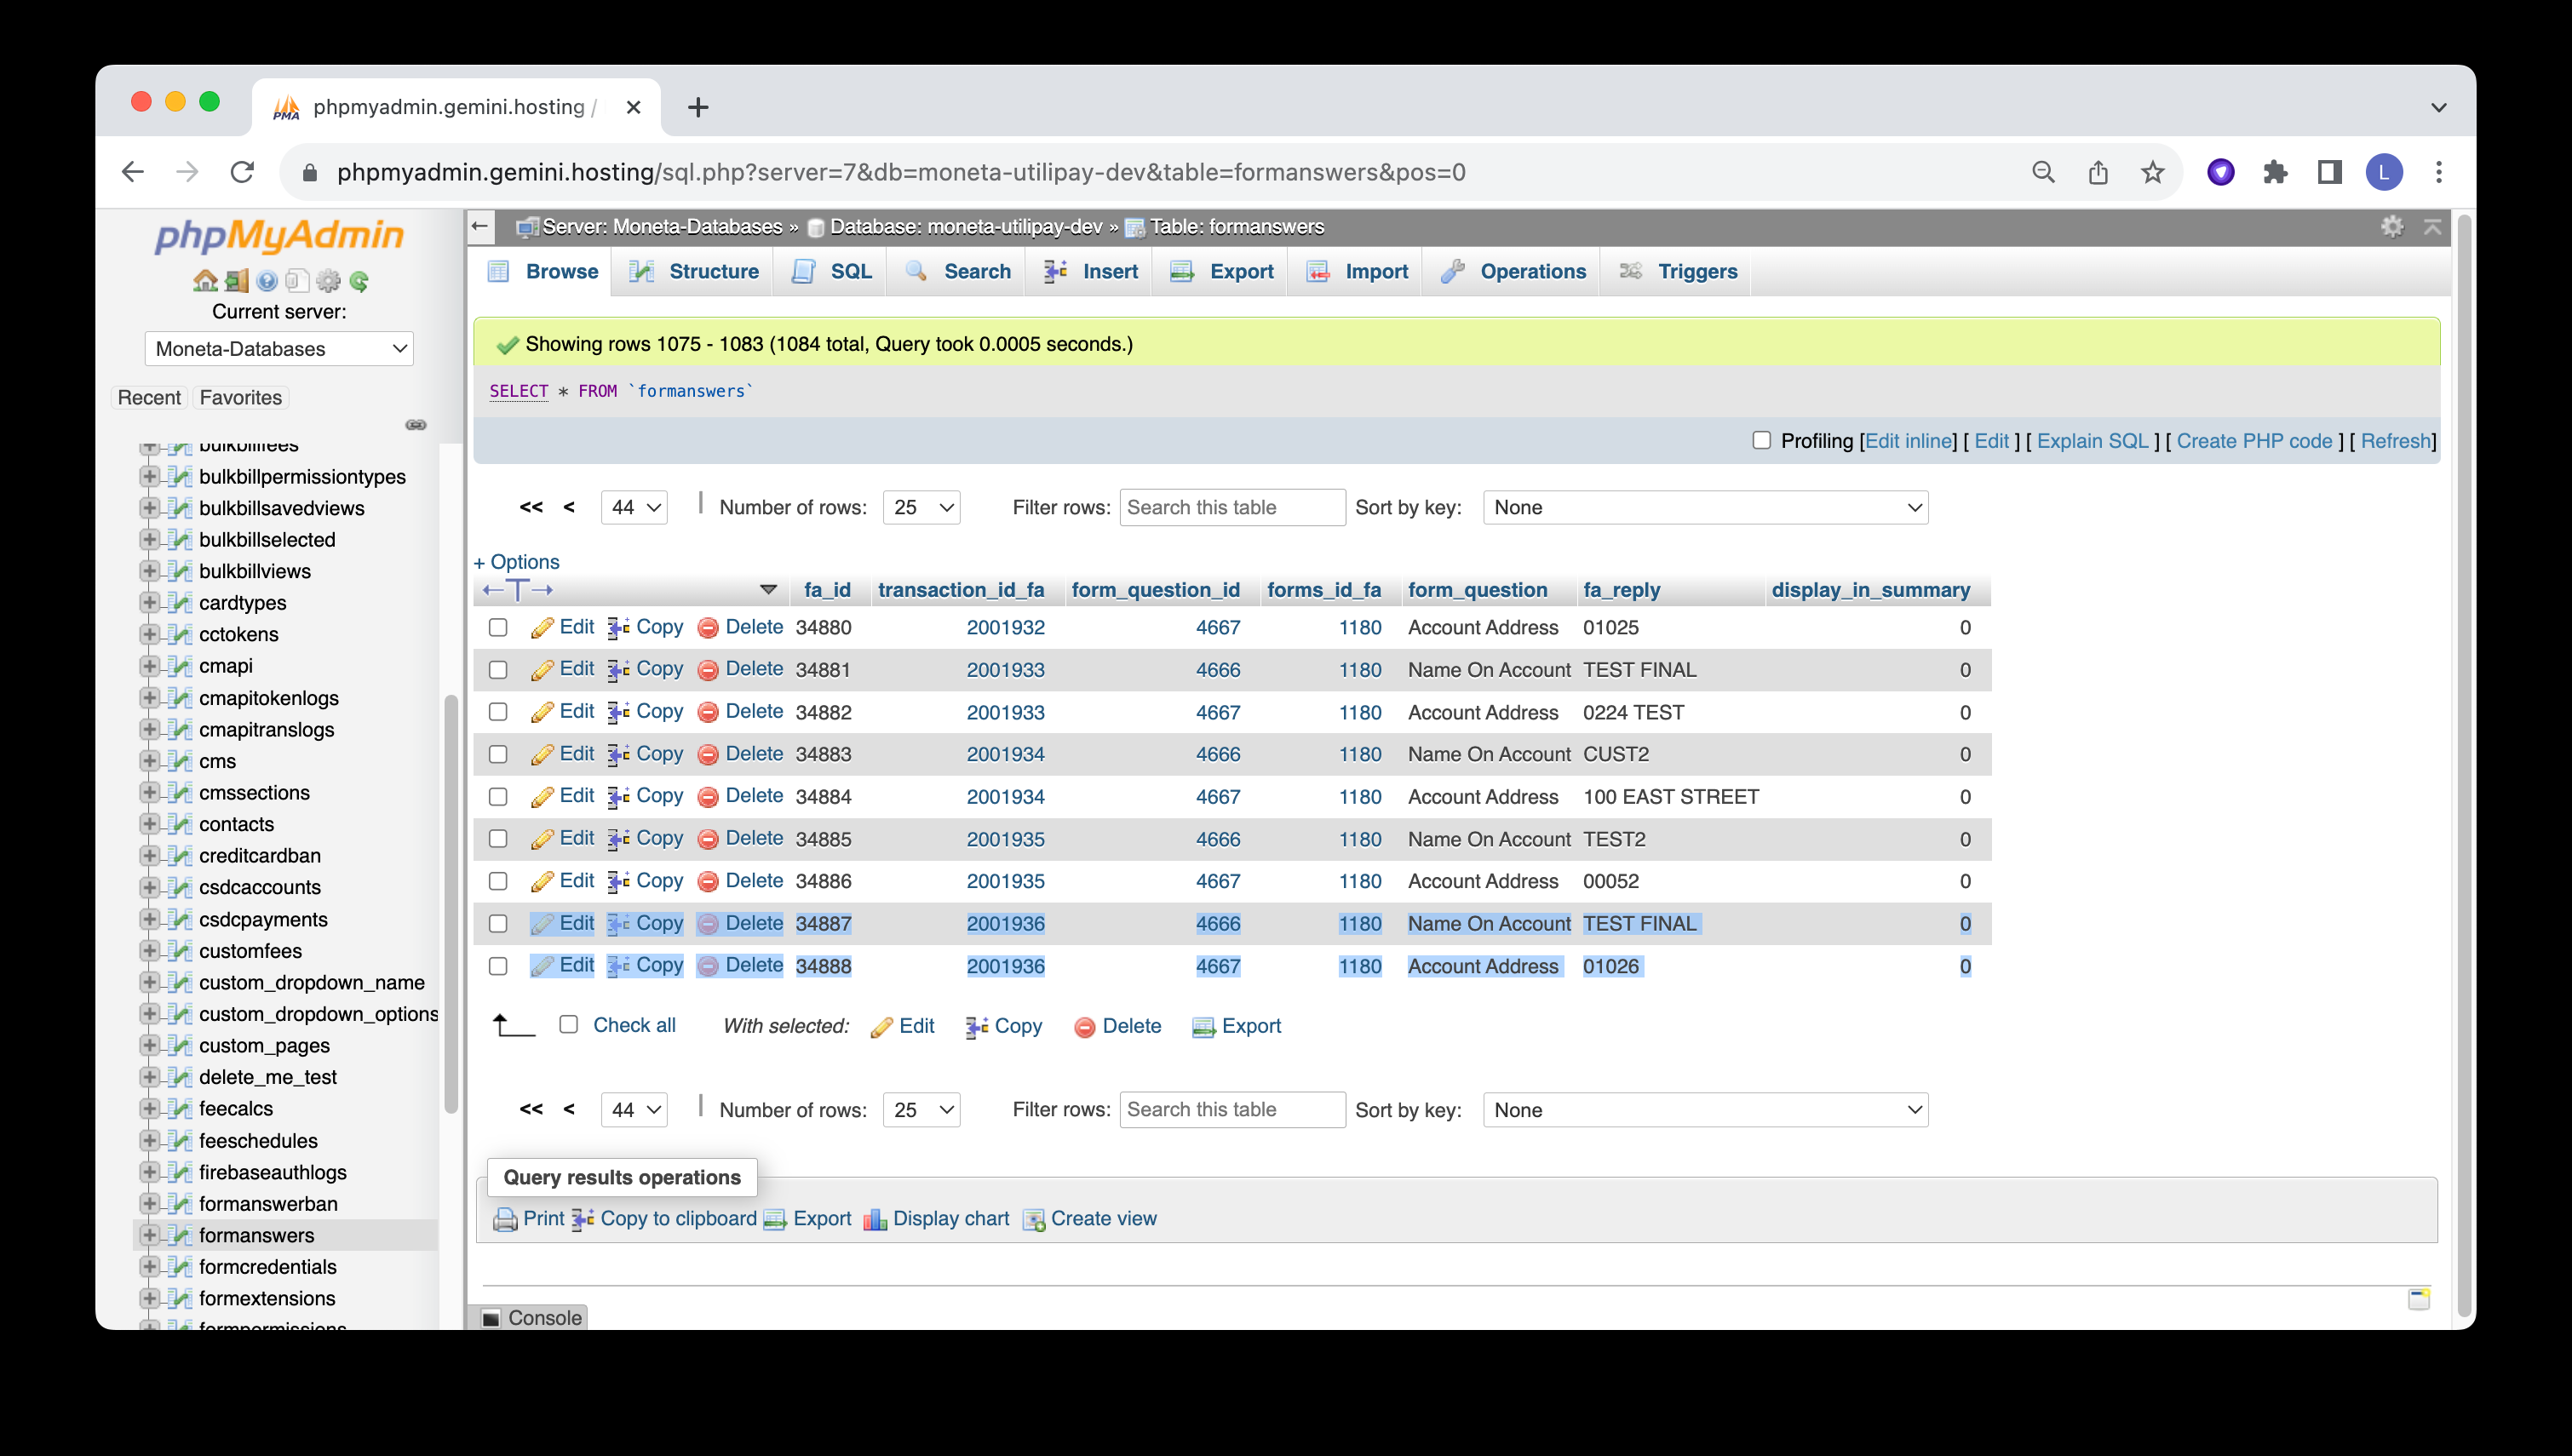 PMA phpmyadmin.gemini.hosting /
phpmyadmin.gemini.hosting/sql.php?server=7&db=moneta-utilipay-dev&table=formanswers&pos=0
L
phpMyAdmin
Current server:
Moneta-Databases
Recent Favorites
bulkbillfees
bulkbillpermissiontypes
bulkbillsavedviews
bulkbillselected
bulkbillviews
cardtypes
cctokens
cmapi
cmapitokenlogs
cmapitranslogs
cms
cmssections
contacts
creditcardban
csdcaccounts
csdcpayments
customfees
custom_dropdown_name
custom_dropdown_options
custom_pages
delete_me_test
feecalcs
feeschedules
firebaseauthlogs
formanswerban
formanswers
formcredentials
formextensions
formpermissions
Server: Moneta-Databases » Database: moneta-utilipay-dev » Table: formanswers
Browse Structure SQL Search Insert Export Import Operations Triggers
Showing rows 1075 - 1083 (1084 total, Query took 0.0005 seconds.)
SELECT * FROM `formanswers`
Profiling [Edit inline] [ Edit ] [ Explain SQL ] [ Create PHP code ] [ Refresh]
<< < 44 | Number of rows: 25 Filter rows: Search this table Sort by key: None
+ Options
←T→ fa_id transaction_id_fa form_question_id forms_id_fa form_question fa_reply display_in_summary
Edit Copy Delete 34880 2001932 4667 1180 Account Address 01025 0
Edit Copy Delete 34881 2001933 4666 1180 Name On Account TEST FINAL 0
Edit Copy Delete 34882 2001933 4667 1180 Account Address 0224 TEST 0
Edit Copy Delete 34883 2001934 4666 1180 Name On Account CUST2 0
Edit Copy Delete 34884 2001934 4667 1180 Account Address 100 EAST STREET 0
Edit Copy Delete 34885 2001935 4666 1180 Name On Account TEST2 0
Edit Copy Delete 34886 2001935 4667 1180 Account Address 00052 0
Edit Copy Delete 34887 2001936 4666 1180 Name On Account TEST FINAL 0
Edit Copy Delete 34888 2001936 4667 1180 Account Address 01026 0
Check all With selected: Edit Copy Delete Export
<< < 44 | Number of rows: 25 Filter rows: Search this table Sort by key: None
Query results operations
Print Copy to clipboard Export Display chart Create view
Console